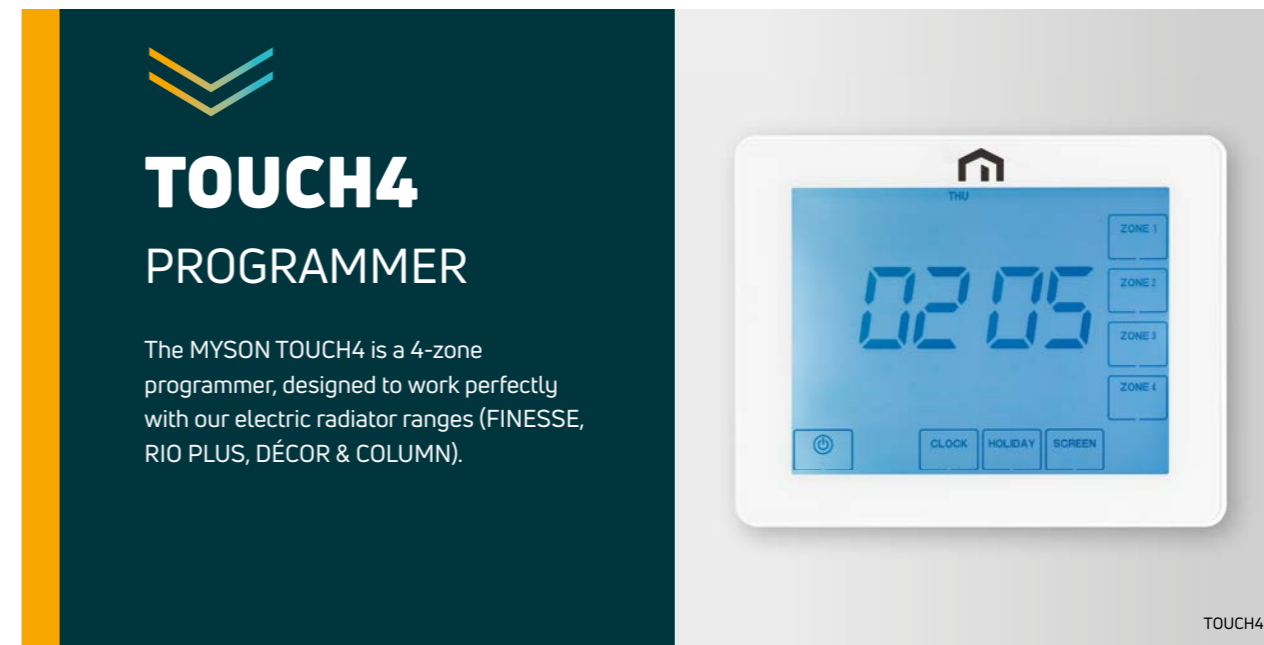 TOUCH4
PROGRAMMER
The MYSON TOUCH4 is a 4-zone
programmer, designed to work perfectly
with our electric radiator ranges (FINESSE,
RIO PLUS, DÉCOR & COLUMN).
THU
02 05
ZONE 1
ZONE 2
ZONE 3
ZONE 4
CLOCK HOLIDAY SCREEN
TOUCH4